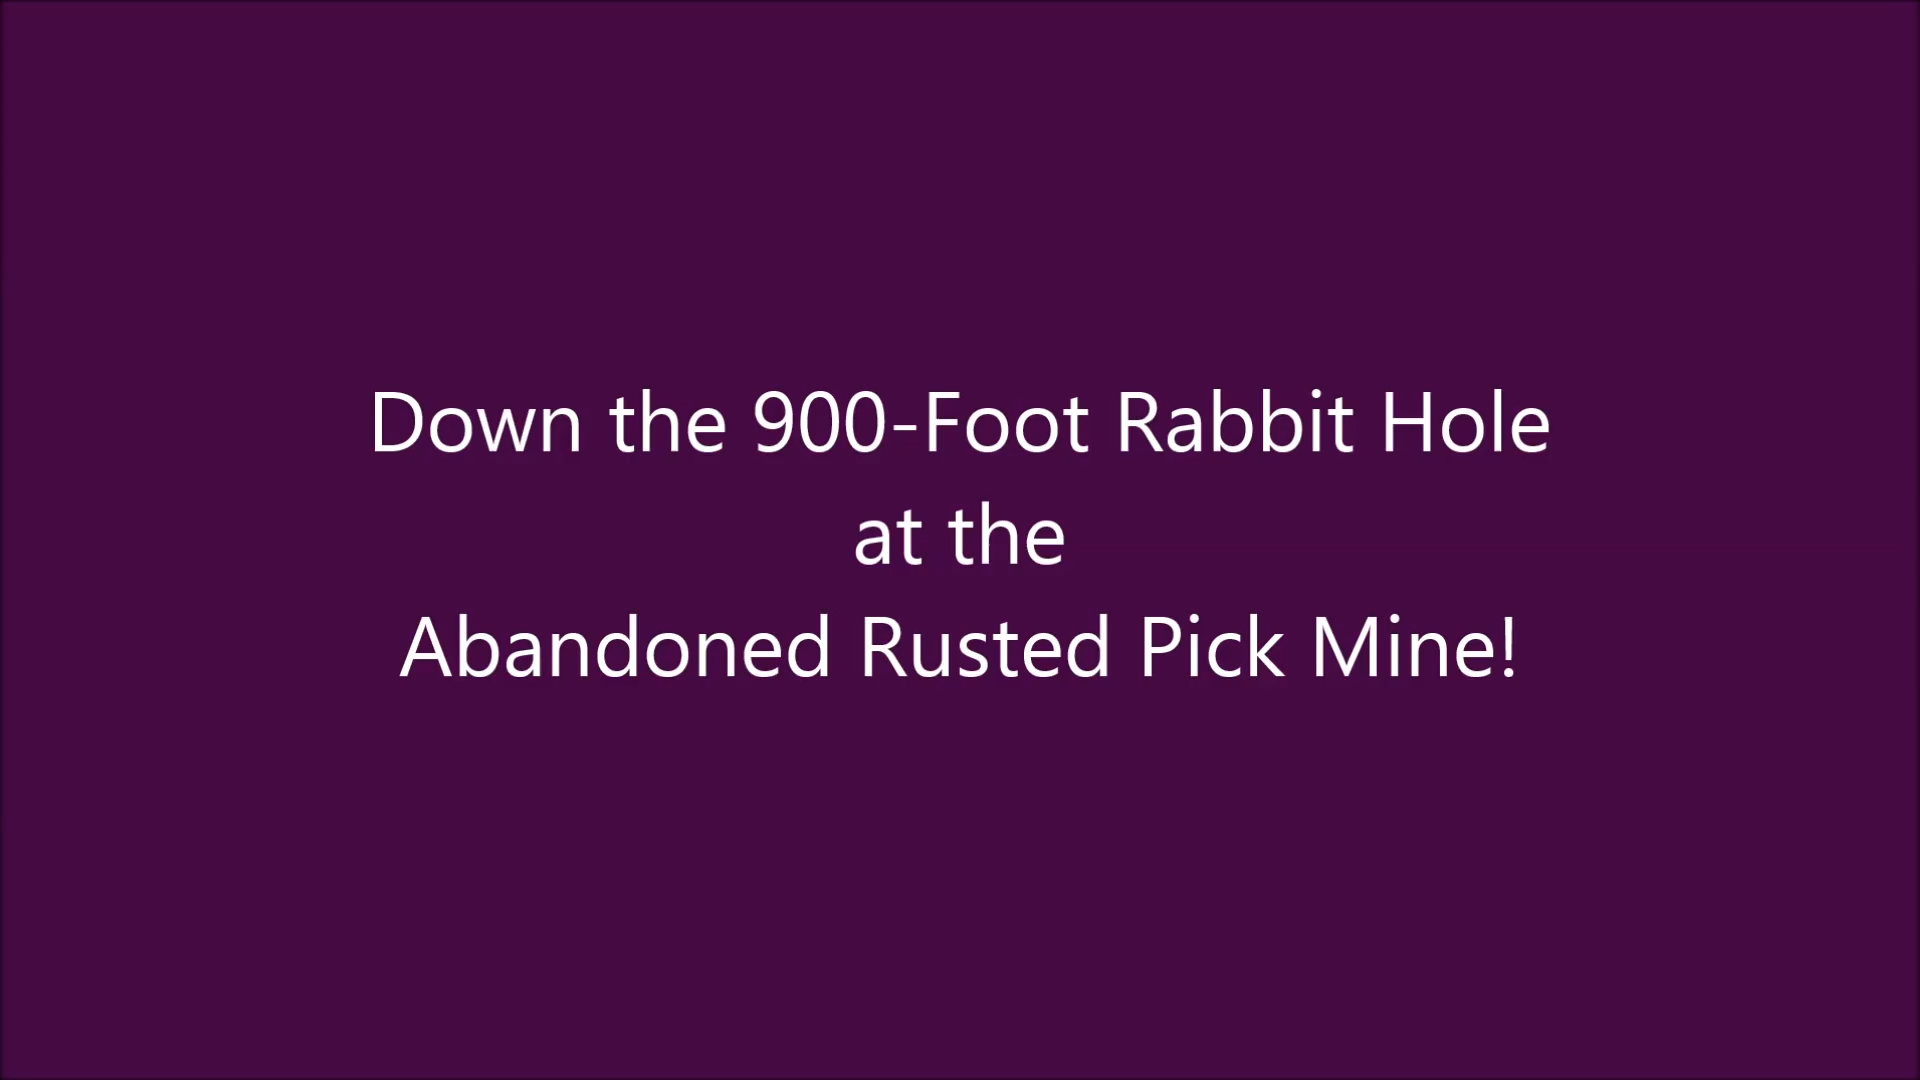 Down the 900-Foot Rabbit Hole
at the
Abandoned Rusted Pick Mine!